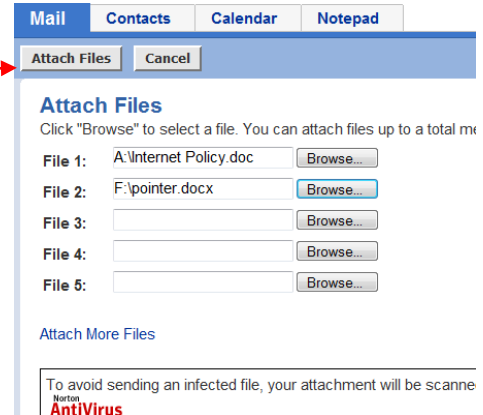 Mail Contacts Calendar Notepad
Attach Files Cancel
Attach Files
Click "Browse" to select a file. You can attach files up to a total me
File 1: A:\Internet Policy.doc Browse...
File 2: F:\pointer.docx Browse...
File 3: Browse...
File 4: Browse...
File 5: Browse...
Attach More Files
To avoid sending an infected file, your attachment will be scanne
Norton
AntiVirus